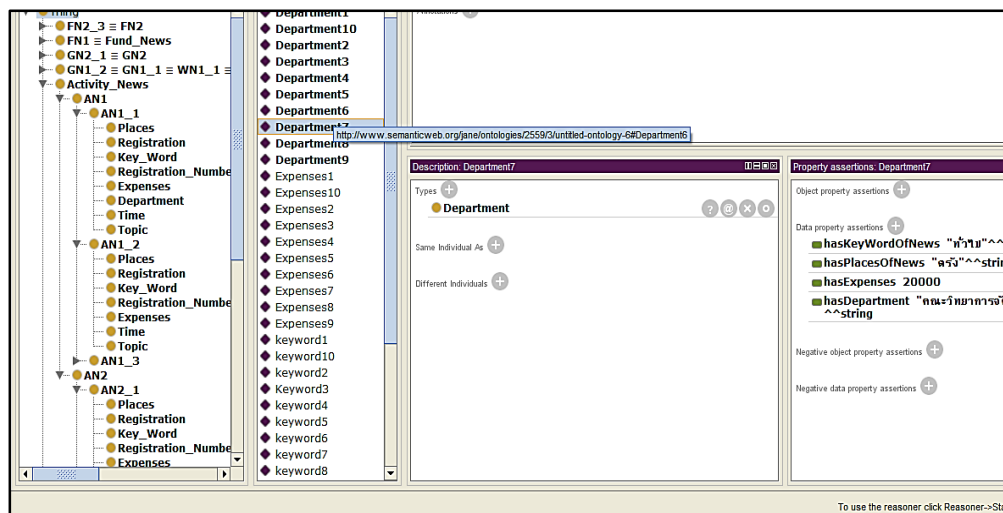 Thing
FN2_3 ≡ FN2
FN1 ≡ Fund_News
GN2_1 ≡ GN2
GN1_2 ≡ GN1_1 ≡ WN1_1 ≡
Activity_News
AN1
AN1_1
Places
Registration
Key_Word
Registration_Numbe
Expenses
Department
Time
Topic
AN1_2
Places
Registration
Key_Word
Registration_Numbe
Expenses
Time
Topic
AN1_3
AN2
AN2_1
Places
Registration
Key_Word
Registration_Numbe
Expenses
Department1
Department10
Department2
Department3
Department4
Department5
Department6
Department7
http://www.semanticweb.org/jane/ontologies/2559/3/untitled-ontology-6#Department6
Department8
Department9
Expenses1
Expenses10
Expenses2
Expenses3
Expenses4
Expenses5
Expenses6
Expenses7
Expenses8
Expenses9
keyword1
keyword10
keyword2
Keyword3
keyword4
keyword5
keyword6
keyword7
keyword8
Annotations
Description: Department7
Types
Department
Same Individual As
Different Individuals
Property assertions: Department7
Object property assertions
Data property assertions
hasKeyWordOfNews "ผ้าไม"^^
hasPlacesOfNews "ตรัง"^^strin
hasExpenses 20000
hasDepartment "คณะวิทยาการจั
^^string
Negative object property assertions
Negative data property assertions
To use the reasoner click Reasoner->Sta